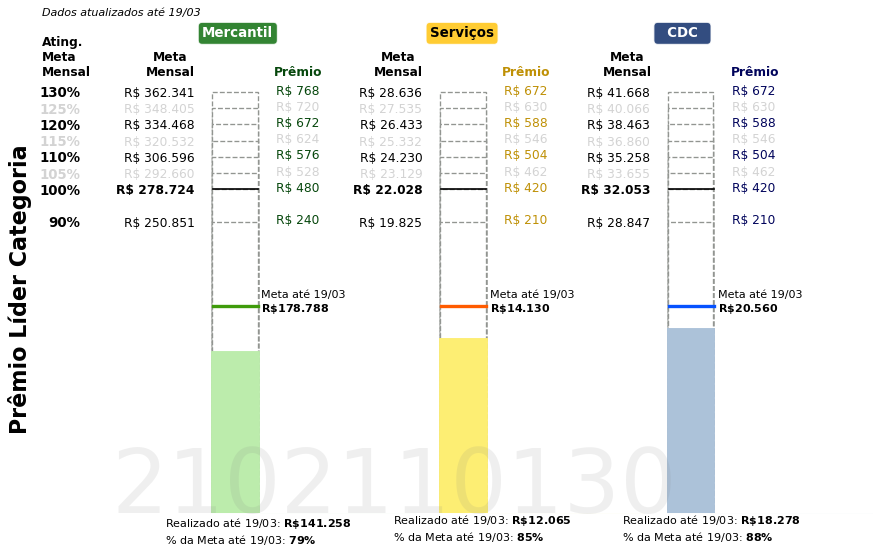 Dados atualizados até 19/03
Mercantil Serviços CDC
Ating. Meta Mensal
Meta Mensal Prêmio Meta Mensal Prêmio Meta Mensal Prêmio
130% R$ 362.341 R$ 768 R$ 28.636 R$ 672 R$ 41.668 R$ 672
125% R$ 348.405 R$ 720 R$ 27.535 R$ 630 R$ 40.066 R$ 630
120% R$ 334.468 R$ 672 R$ 26.433 R$ 588 R$ 38.463 R$ 588
115% R$ 320.532 R$ 624 R$ 25.332 R$ 546 R$ 36.860 R$ 546
110% R$ 306.596 R$ 576 R$ 24.230 R$ 504 R$ 35.258 R$ 504
105% R$ 292.660 R$ 528 R$ 23.129 R$ 462 R$ 33.655 R$ 462
100% R$ 278.724 R$ 480 R$ 22.028 R$ 420 R$ 32.053 R$ 420
90% R$ 250.851 R$ 240 R$ 19.825 R$ 210 R$ 28.847 R$ 210
Prêmio Líder Categoria
Meta até 19/03 Meta até 19/03 Meta até 19/03
R$178.788 R$14.130 R$20.560
2102110130
Realizado até 19/03: R$141.258 Realizado até 19/03: R$12.065 Realizado até 19/03: R$18.278
% da Meta até 19/03: 79% % da Meta até 19/03: 85% % da Meta até 19/03: 88%